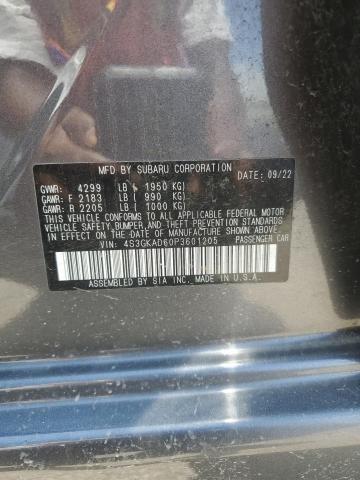 MFD BY SUBARU CORPORATION
DATE: 09/22
GVWR: 4299 LB ( 1950 KG)
GAWR: F 2183 LB ( 990 KG)
GAWR: R 2205 LB ( 1000 KG)
THIS VEHICLE CONFORMS TO ALL APPLICABLE FEDERAL MOTOR
VEHICLE SAFETY, BUMPER, AND THEFT PREVENTION STANDARDS
IN EFFECT ON THE DATE OF MANUFACTURE SHOWN ABOVE.
VIN: 4S3GKAD60P3601205 PASSENGER CAR
ASSEMBLED BY SIA INC. MADE IN U.S.A.